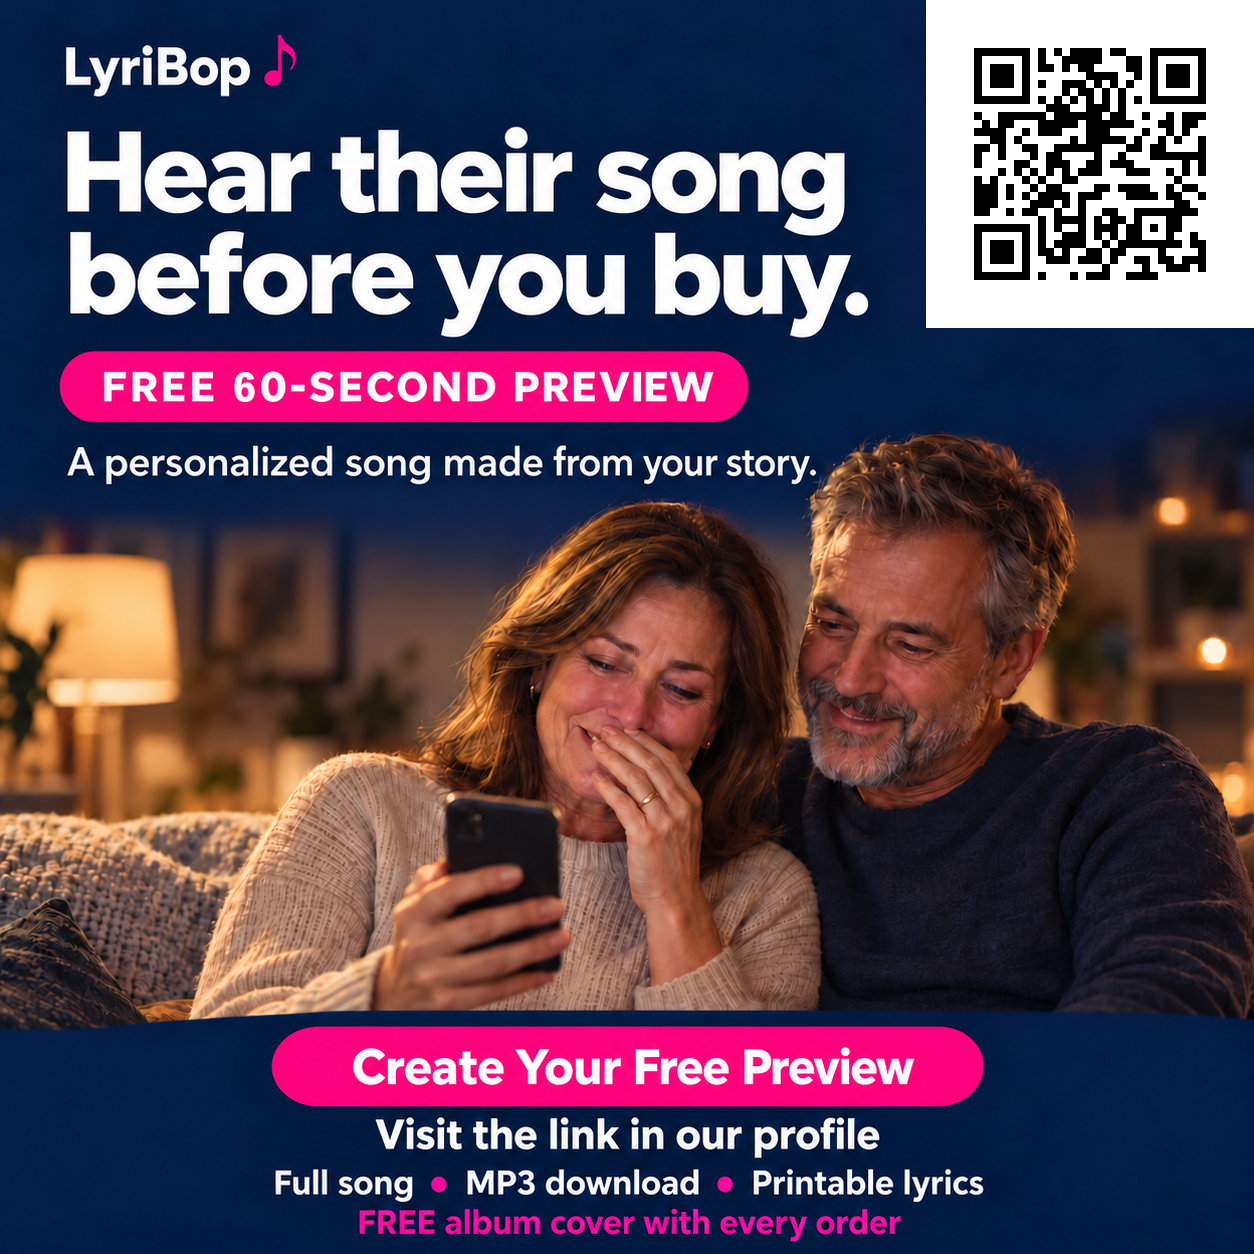 LyriBop
Hear their song
before you buy.
FREE 60-SECOND PREVIEW
A personalized song made from your story.
Create Your Free Preview
Visit the link in our profile
Full song • MP3 download • Printable lyrics
FREE album cover with every order